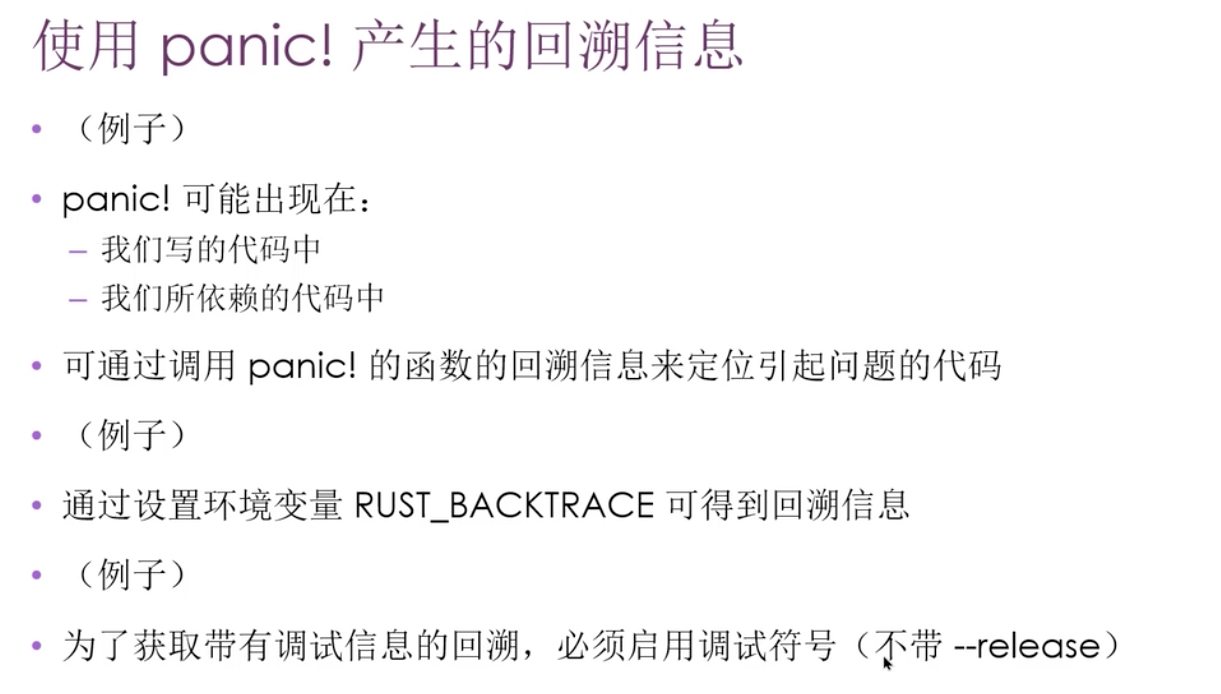 使用 panic! 产生的回溯信息
• （例子）
• panic! 可能出现在：
– 我们写的代码中
– 我们所依赖的代码中
• 可通过调用 panic! 的函数的回溯信息来定位引起问题的代码
• （例子）
• 通过设置环境变量 RUST_BACKTRACE 可得到回溯信息
• （例子）
• 为了获取带有调试信息的回溯，必须启用调试符号（不带 --release）